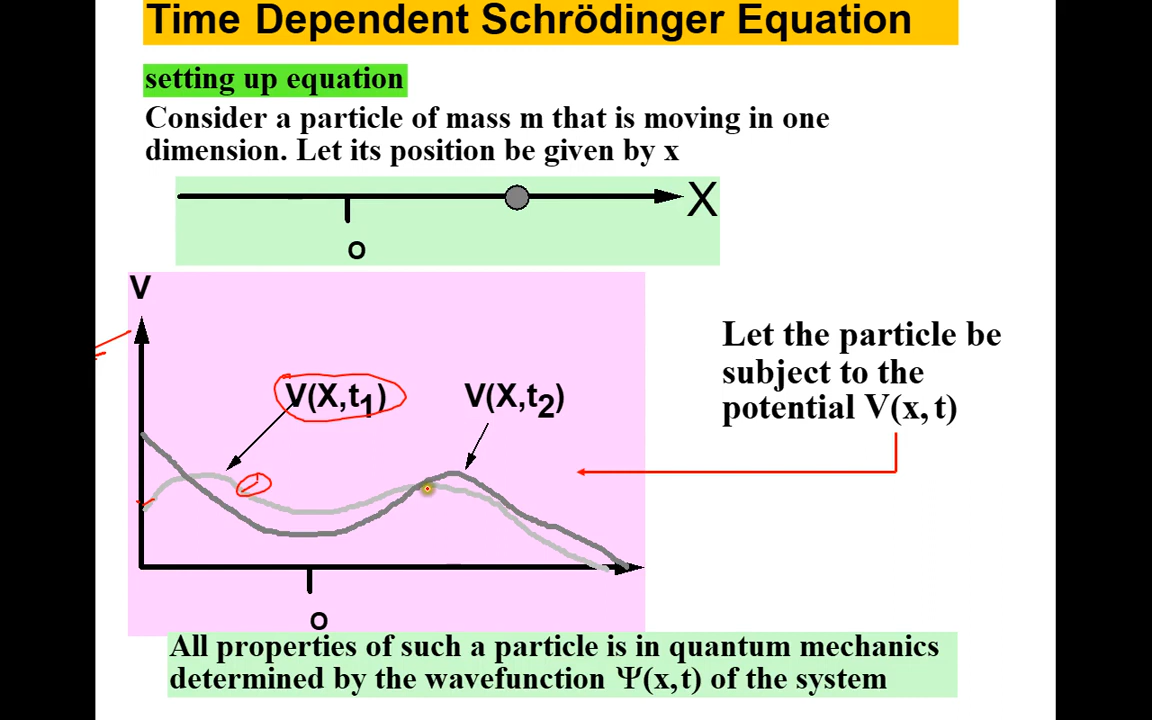 Time Dependent Schrödinger Equation
setting up equation
Consider a particle of mass m that is moving in one
dimension. Let its position be given by x
X
o
V
V(X,t1) V(X,t2)
Let the particle be
subject to the
potential V(x,t)
o
All properties of such a particle is in quantum mechanics
determined by the wavefunction Ψ(x,t) of the system